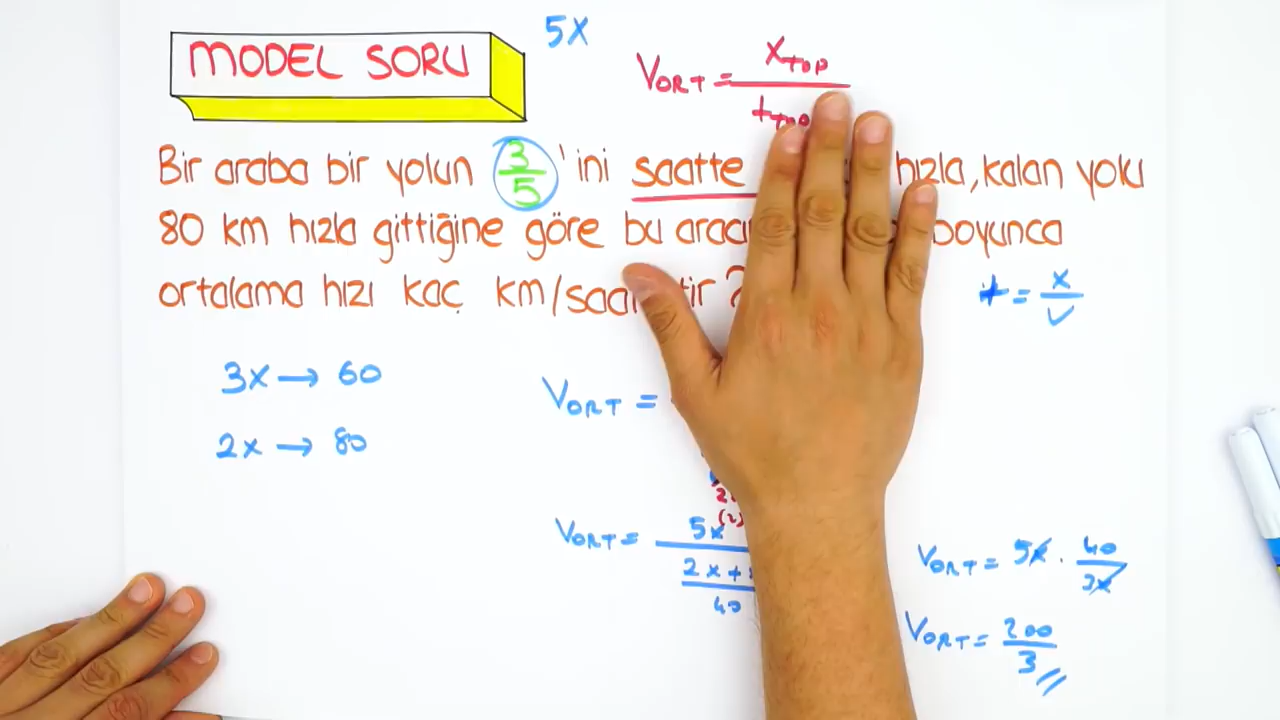 MODEL SORU
5X
VORT = XTOP / tTOP
Bir araba bir yolun 3/5 'ini saatte hızla, kalan yolu
80 km hızla gittiğine göre bu boyunca
ortalama hızı kaç km/saat tir ?
t = x/v
3x → 60
2x → 80
VORT =
VORT = 5x
2x +
40
VORT = 5x . 40/3x
VORT = 200/3 //